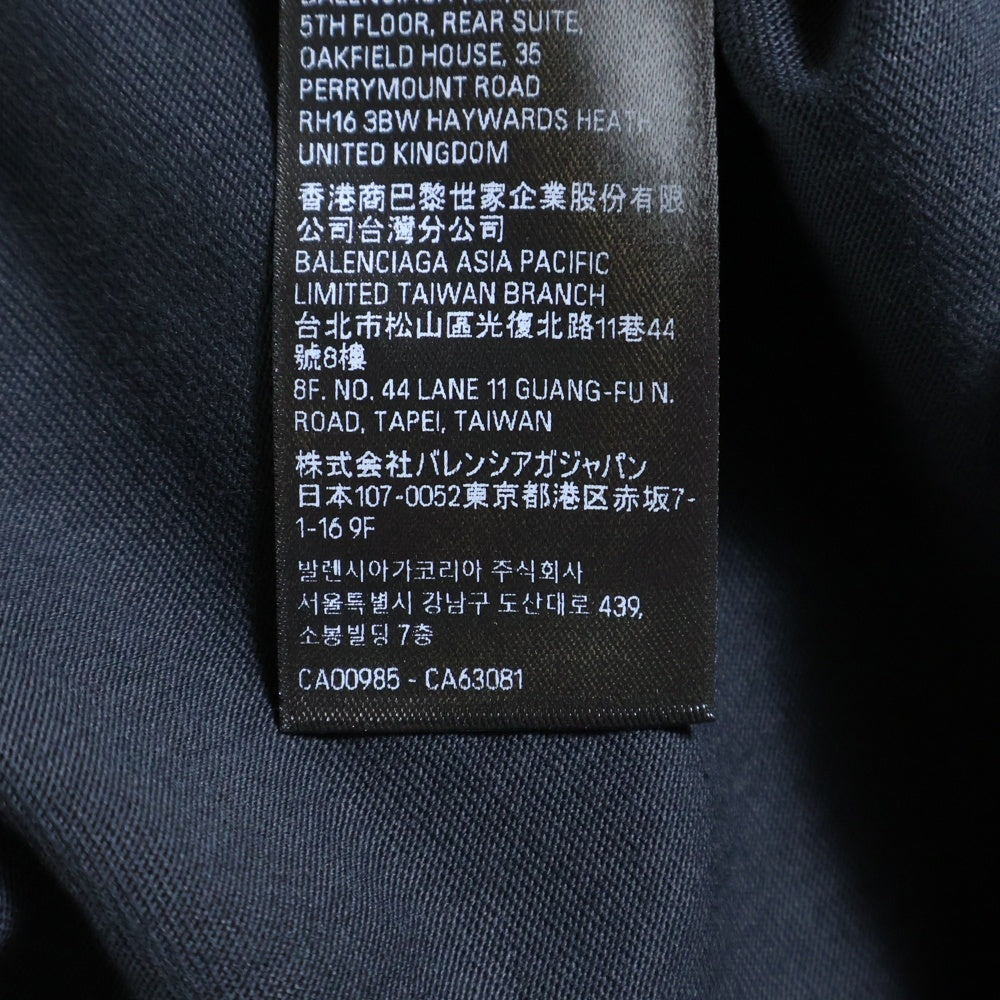 BALENCIAGA
5TH FLOOR, REAR SUITE,
OAKFIELD HOUSE, 35
PERRYMOUNT ROAD
RH16 3BW HAYWARDS HEATH
UNITED KINGDOM
香港商巴黎世家企業股份有限
公司台灣分公司
BALENCIAGA ASIA PACIFIC
LIMITED TAIWAN BRANCH
台北市松山區光復北路11巷44
號8樓
8F. NO. 44 LANE 11 GUANG-FU N.
ROAD, TAPEI, TAIWAN
株式会社バレンシアガジャパン
日本107-0052東京都港区赤坂7-
1-16 9F
발렌시아가코리아 주식회사
서울특별시 강남구 도산대로 439,
소봉빌딩 7층
CA00985 - CA63081